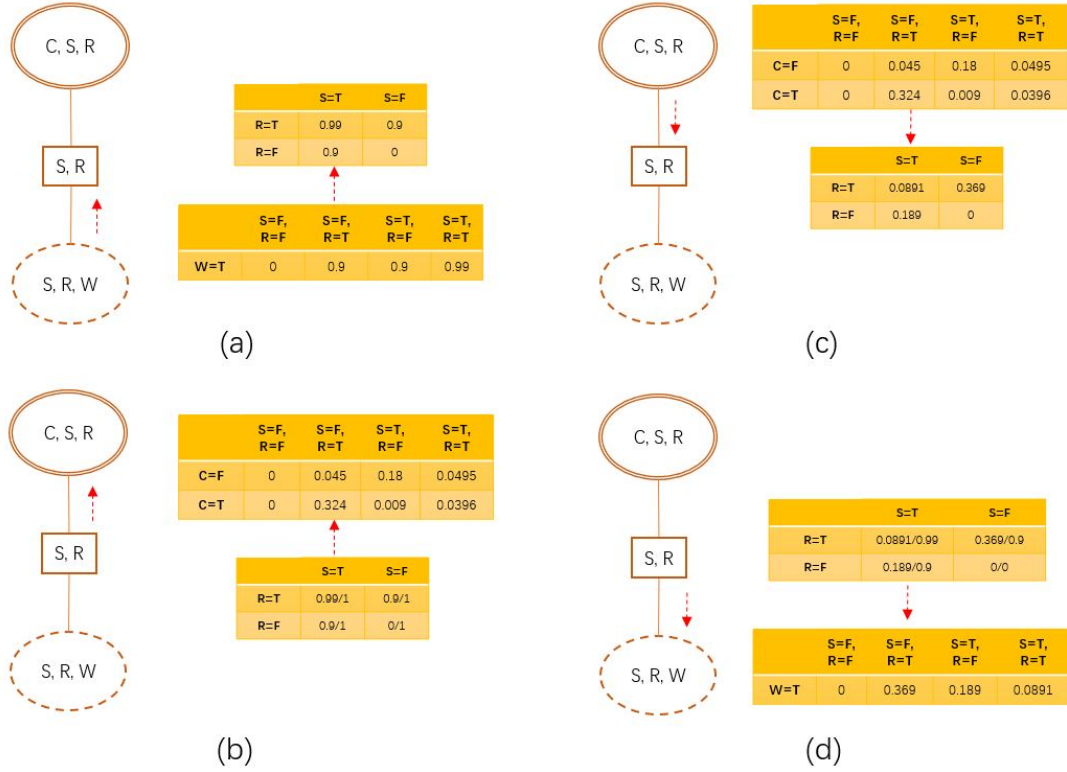 C, S, R
S=T S=F
R=T 0.99 0.9
R=F 0.9 0
S, R
S=F, S=F, S=T, S=T,
R=F R=T R=F R=T
W=T 0 0.9 0.9 0.99
S, R, W
(a)
C, S, R
S=F, S=F, S=T, S=T,
R=F R=T R=F R=T
C=F 0 0.045 0.18 0.0495
C=T 0 0.324 0.009 0.0396
S, R
S=T S=F
R=T 0.0891 0.369
R=F 0.189 0
S, R, W
(c)
C, S, R
S=F, S=F, S=T, S=T,
R=F R=T R=F R=T
C=F 0 0.045 0.18 0.0495
C=T 0 0.324 0.009 0.0396
S, R
S=T S=F
R=T 0.99/1 0.9/1
R=F 0.9/1 0/1
S, R, W
(b)
C, S, R
S=T S=F
R=T 0.0891/0.99 0.369/0.9
R=F 0.189/0.9 0/0
S, R
S=F, S=F, S=T, S=T,
R=F R=T R=F R=T
W=T 0 0.369 0.189 0.0891
S, R, W
(d)